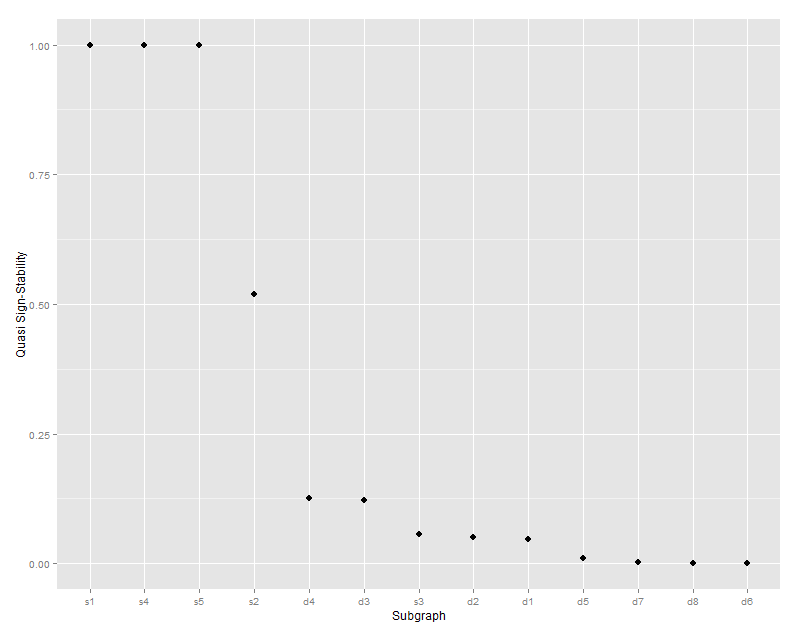 Quasi Sign-Stability
1.00
0.75
0.50
0.25
0.00
s1 s4 s5 s2 d4 d3 s3 d2 d1 d5 d7 d8 d6
Subgraph